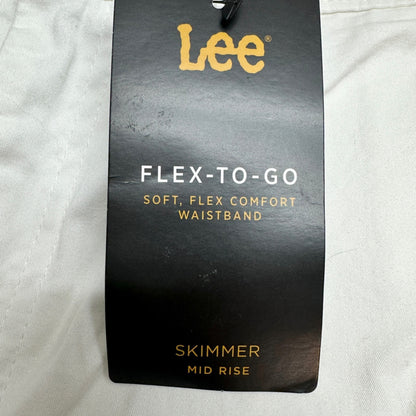 Lee®
FLEX-TO-GO
SOFT, FLEX COMFORT
WAISTBAND
SKIMMER
MID RISE